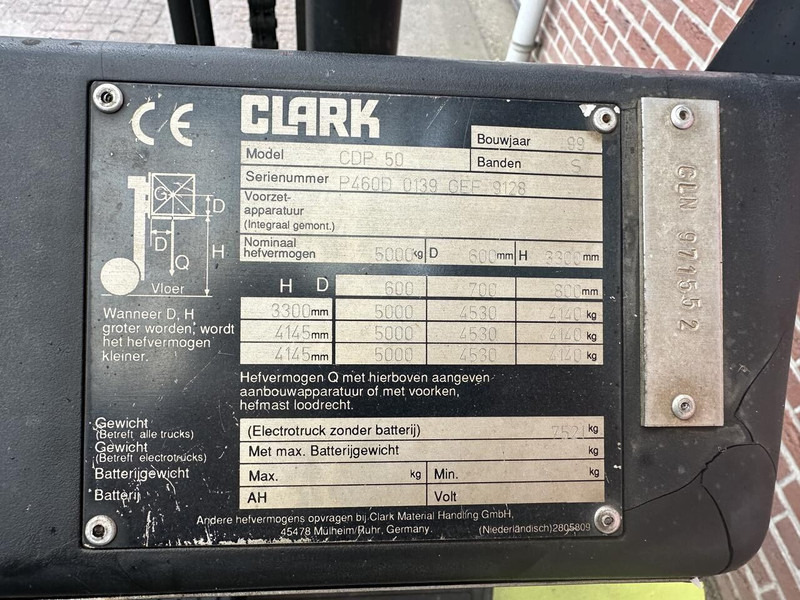 CE
CLARK
Bouwjaar
Model CDP 50
Banden S
Serienummer P460D 0139 CEF 9128
Voorzet-
apparatuur
(Integraal gemont.)
Nominaal
hefvermogen 5000 kg D 600 mm H 3300 mm
G
D
D
H
Q
Vloer
Wanneer D, H
groter worden, wordt
het hefvermogen
kleiner.
H D 600 700 800 mm
3300 mm 5000 4530 4140 kg
4145 mm 5000 4530 4140 kg
4145 mm 5000 4530 4140 kg
Hefvermogen Q met hierboven aangeven
aanbouwapparatuur of met voorken,
hefmast loodrecht.
Gewicht
(Betreft alle trucks)
(Electrotruck zonder batterij) 7521 kg
Gewicht
(Betreft electrotrucks)
Met max. Batterijgewicht kg
Batterijgewicht Max. kg Min. kg
Batterij AH Volt
Andere hefvermogens opvragen bij Clark Material Handling GmbH,
45478 Mülheim/Ruhr, Germany. (Niederländisch) 2805809
GLN 971552